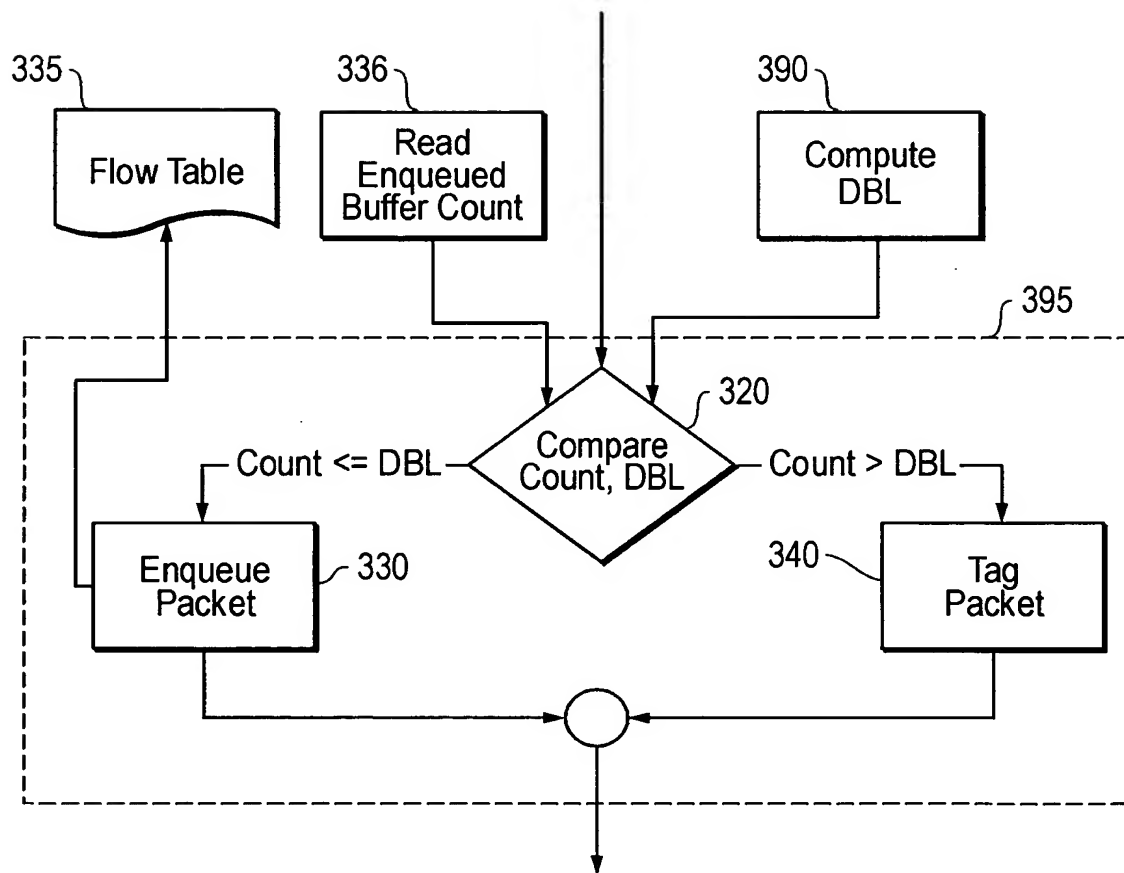 335
336
390
Flow Table
Read
Enqueued
Buffer Count
Compute
DBL
395
320
Compare
Count, DBL
Count <= DBL
Count > DBL
Enqueue
Packet
330
340
Tag
Packet